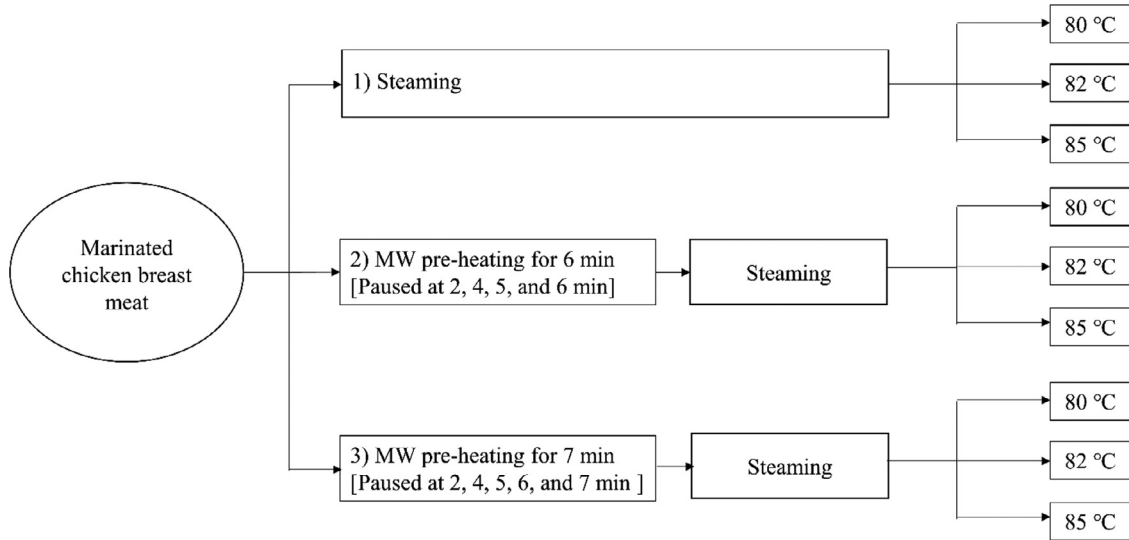 Marinated
chicken breast
meat
1) Steaming
80 ℃
82 ℃
85 ℃
2) MW pre-heating for 6 min
[Paused at 2, 4, 5, and 6 min]
Steaming
80 ℃
82 ℃
85 ℃
3) MW pre-heating for 7 min
[Paused at 2, 4, 5, 6, and 7 min ]
Steaming
80 ℃
82 ℃
85 ℃